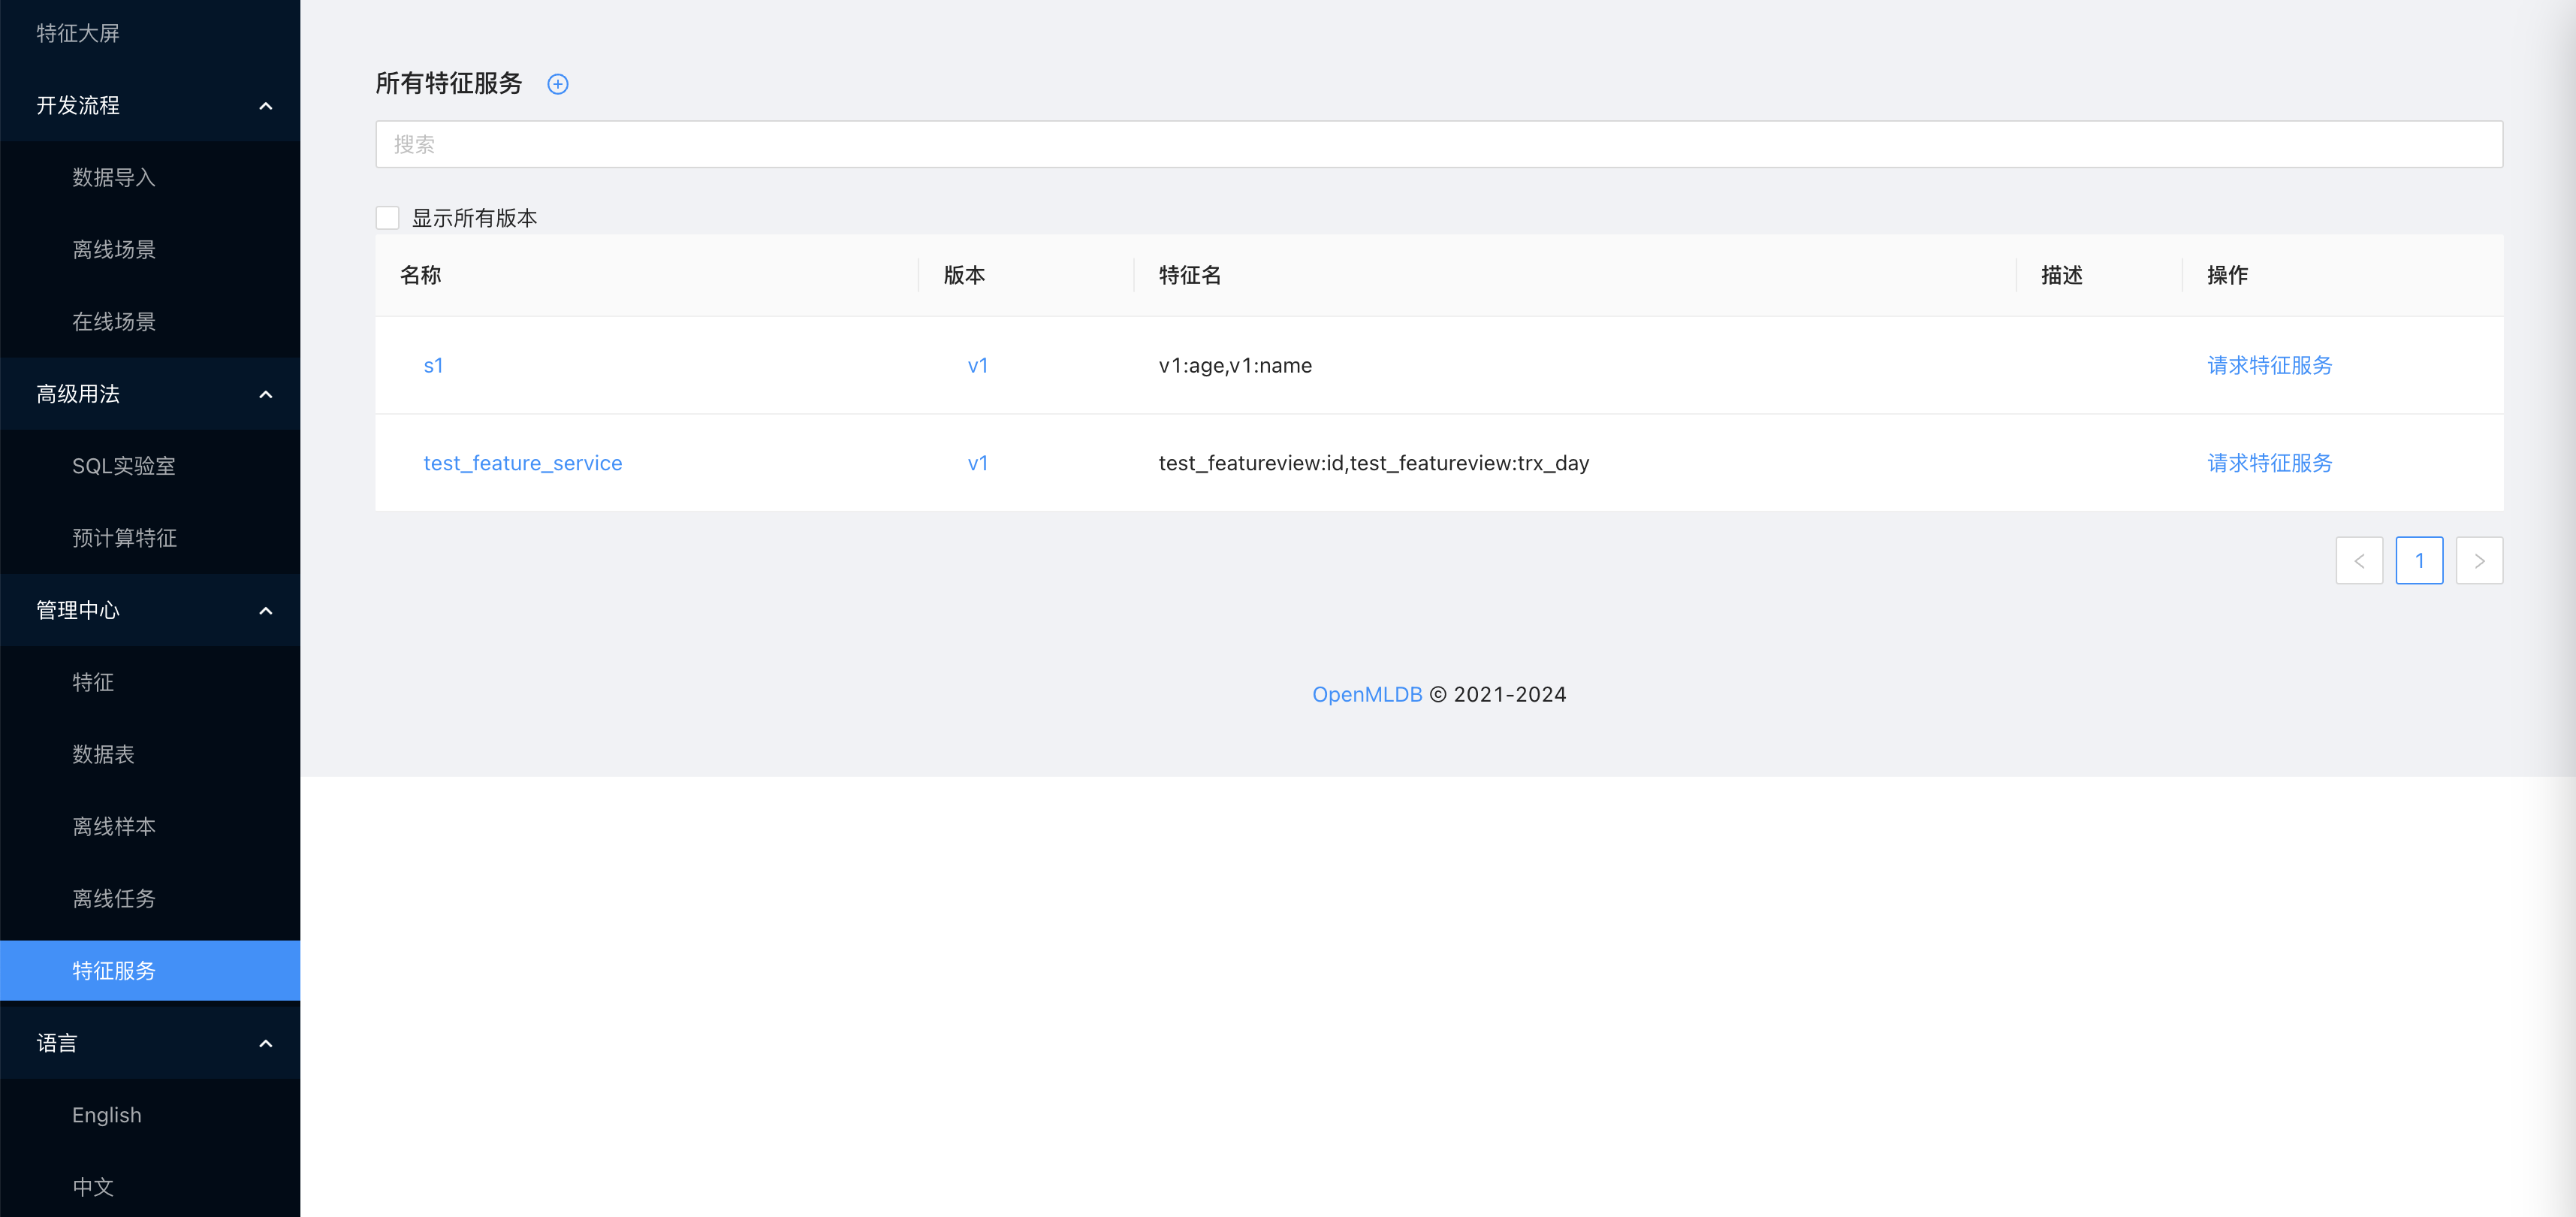 特征大屏
开发流程
数据导入
离线场景
在线场景
高级用法
SQL实验室
预计算特征
管理中心
特征
数据表
离线样本
离线任务
特征服务
语言
English
中文
所有特征服务
搜索
显示所有版本
名称 版本 特征名 描述 操作
s1 v1 v1:age,v1:name 请求特征服务
test_feature_service v1 test_featureview:id,test_featureview:trx_day 请求特征服务
< 1 >
OpenMLDB © 2021-2024